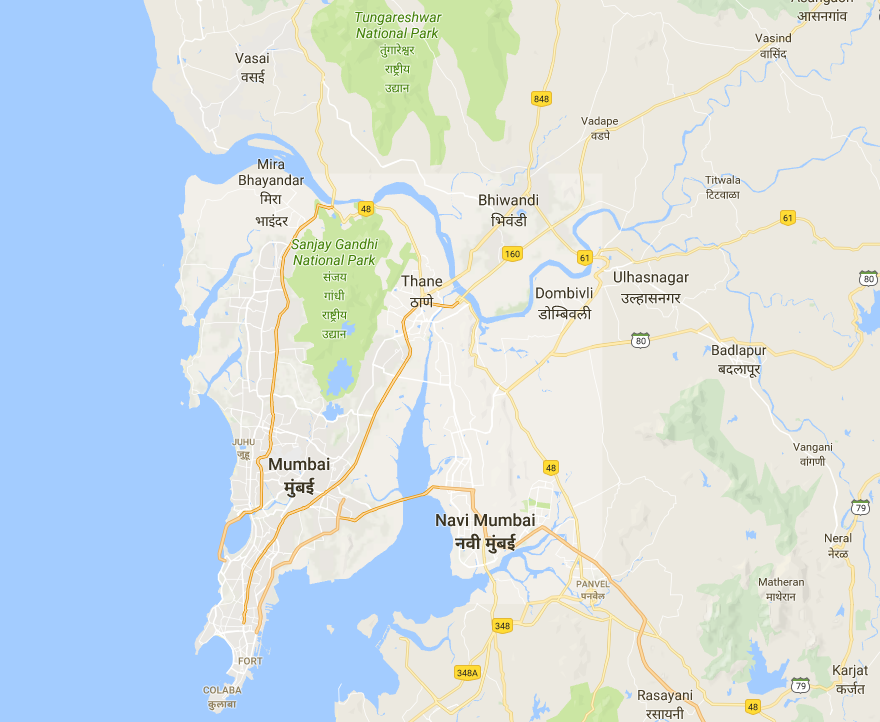 Asangaon
आसनगांव
Tungareshwar
National Park
तुंगारेश्वर
राष्ट्रीय
उद्यान
Vasind
वासिंद
Vasai
वसई
848
Vadape
वडपे
Mira
Bhayandar
मिरा
भाइंदर
Titwala
टिटवाळा
48
Bhiwandi
भिवंडी
61
Sanjay Gandhi
National Park
संजय
गांधी
राष्ट्रीय
उद्यान
160
61
Thane
ठाणे
Ulhasnagar
उल्हासनगर
80
Dombivli
डोम्बिवली
80
Badlapur
बदलापूर
JUHU
जुहू
Vangani
वांगणी
Mumbai
मुंबई
48
79
Navi Mumbai
नवी मुंबई
Neral
नेरळ
PANVEL
पनवेल
Matheran
माथेरान
348
FORT
348A
Karjat
कर्जत
79
COLABA
कुलाबा
Rasayani
रसायनी
48